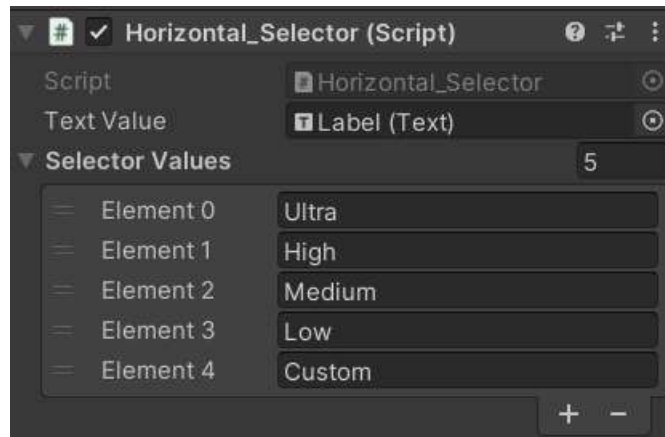 Horizontal_Selector (Script)
Script Horizontal_Selector
Text Value Label (Text)
Selector Values 5
Element 0 Ultra
Element 1 High
Element 2 Medium
Element 3 Low
Element 4 Custom
+ −